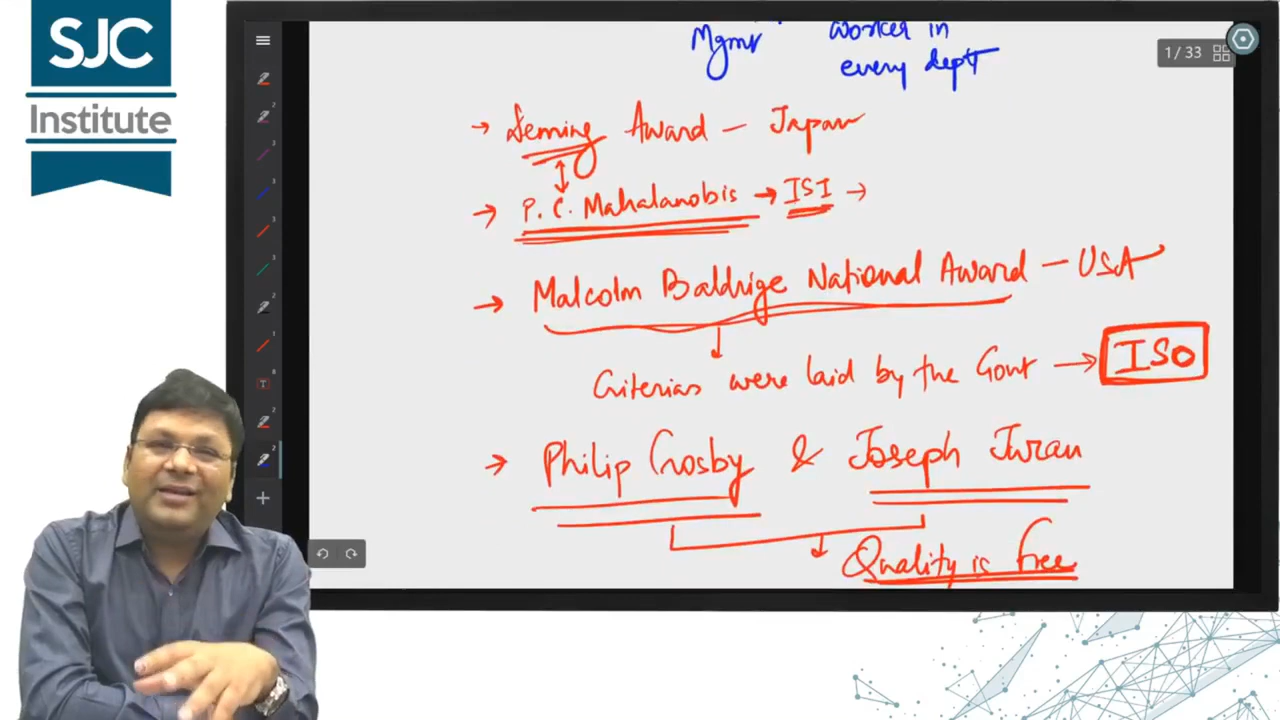 SJC
Institute
1/33
Mgmt worker in
every dept
→ Deming Award – Japan
→ P. C. Mahalanobis → ISI →
→ Malcolm Baldrige National Award – USA
Criterias were laid by the Govt → ISO
→ Philip Crosby & Joseph Juran
Quality is free